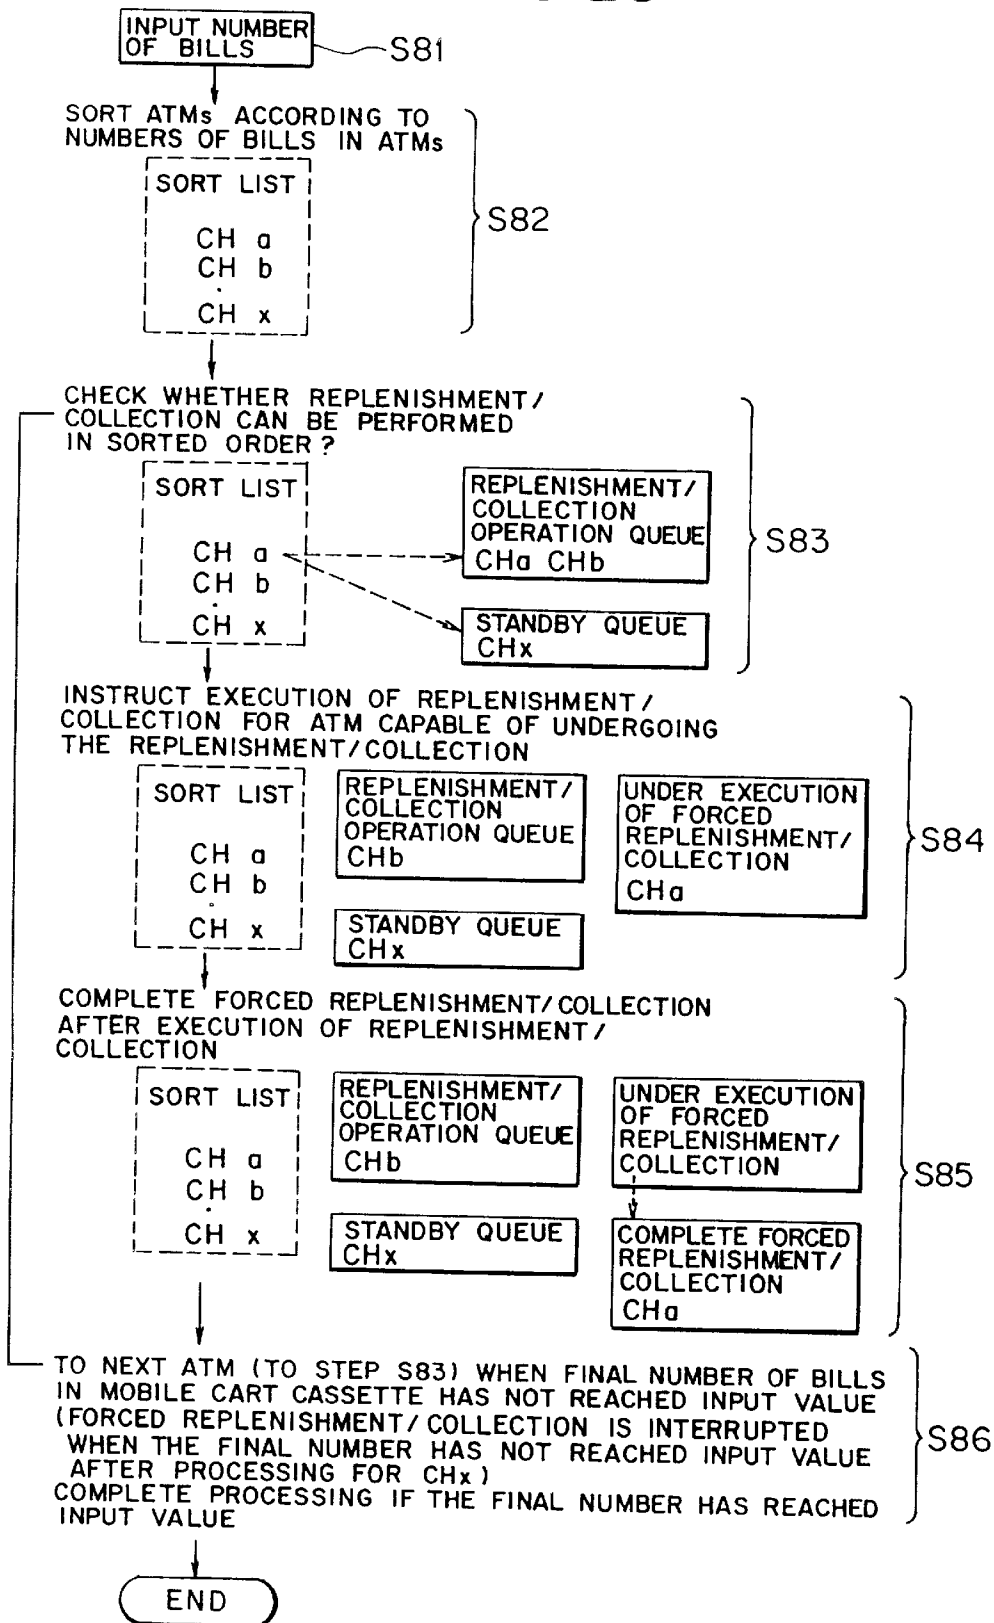 INPUT NUMBER
OF BILLS
S81
SORT ATMs ACCORDING TO
NUMBERS OF BILLS IN ATMs
SORT LIST
CH a
CH b
CH x
S82
CHECK WHETHER REPLENISHMENT/
COLLECTION CAN BE PERFORMED
IN SORTED ORDER?
SORT LIST
CH a
CH b
CH x
REPLENISHMENT/
COLLECTION
OPERATION QUEUE
CHa CHb
STANDBY QUEUE
CHx
S83
INSTRUCT EXECUTION OF REPLENISHMENT/
COLLECTION FOR ATM CAPABLE OF UNDERGOING
THE REPLENISHMENT/COLLECTION
SORT LIST
CH a
CH b
CH x
REPLENISHMENT/
COLLECTION
OPERATION QUEUE
CHb
STANDBY QUEUE
CHx
UNDER EXECUTION
OF FORCED
REPLENISHMENT/
COLLECTION
CHa
S84
COMPLETE FORCED REPLENISHMENT/COLLECTION
AFTER EXECUTION OF REPLENISHMENT/
COLLECTION
SORT LIST
CH a
CH b
CH x
REPLENISHMENT/
COLLECTION
OPERATION QUEUE
CHb
STANDBY QUEUE
CHx
UNDER EXECUTION
OF FORCED
REPLENISHMENT/
COLLECTION
COMPLETE FORCED
REPLENISHMENT/
COLLECTION
CHa
S85
TO NEXT ATM (TO STEP S83) WHEN FINAL NUMBER OF BILLS
IN MOBILE CART CASSETTE HAS NOT REACHED INPUT VALUE
(FORCED REPLENISHMENT/COLLECTION IS INTERRUPTED
WHEN THE FINAL NUMBER HAS NOT REACHED INPUT VALUE
AFTER PROCESSING FOR CHx)
COMPLETE PROCESSING IF THE FINAL NUMBER HAS REACHED
INPUT VALUE
S86
END